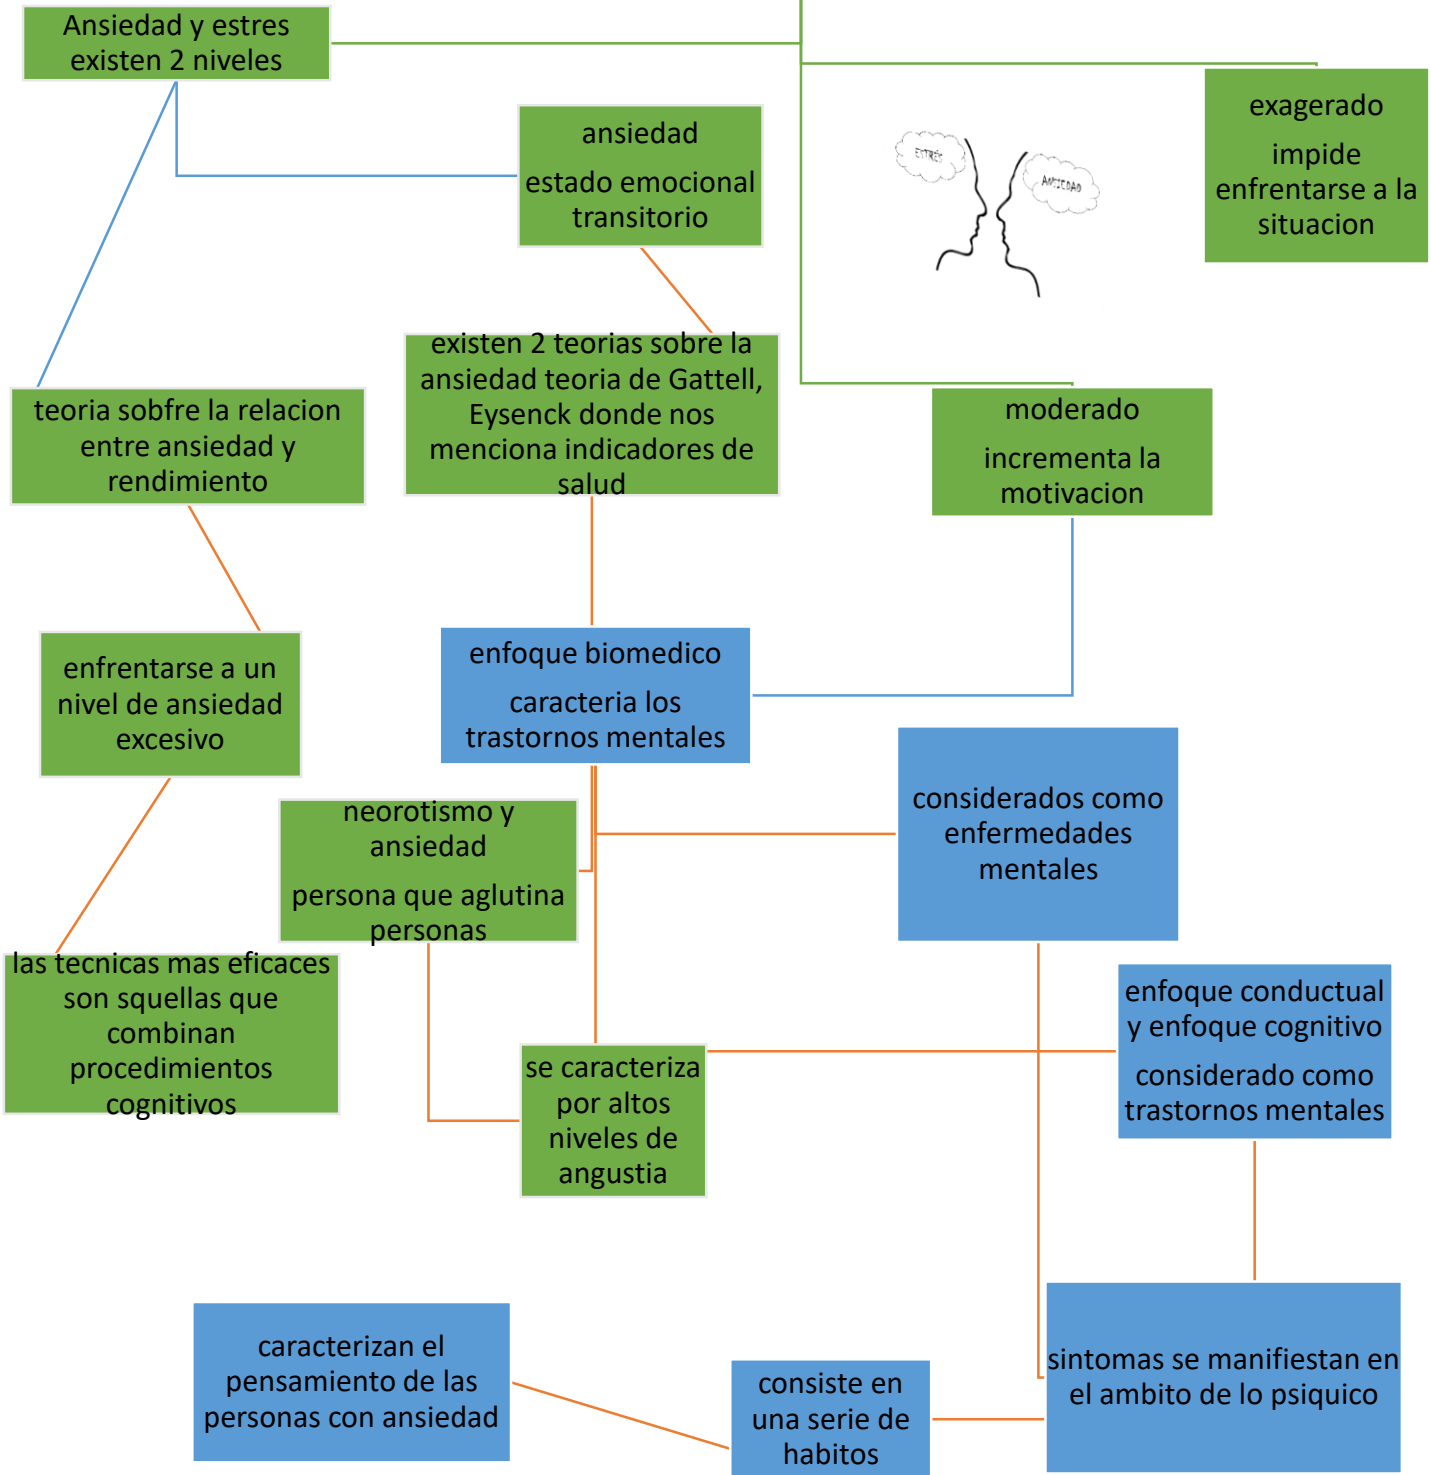 Ansiedad y estres
existen 2 niveles
ansiedad
estado emocional
transitorio
ESTRÉS
ANSIEDAD
exagerado
impide
enfrentarse a la
situacion
existen 2 teorias sobre la
ansiedad teoria de Gattell,
Eysenck donde nos
menciona indicadores de
salud
teoria sobfre la relacion
entre ansiedad y
rendimiento
moderado
incrementa la
motivacion
enfrentarse a un
nivel de ansiedad
excesivo
enfoque biomedico
caracteria los
trastornos mentales
considerados como
enfermedades
mentales
neorotismo y
ansiedad
persona que aglutina
personas
las tecnicas mas eficaces
son squellas que
combinan
procedimientos
cognitivos
enfoque conductual
y enfoque cognitivo
considerado como
trastornos mentales
se caracteriza
por altos
niveles de
angustia
caracterizan el
pensamiento de las
personas con ansiedad
consiste en
una serie de
habitos
sintomas se manifiestan en
el ambito de lo psiquico